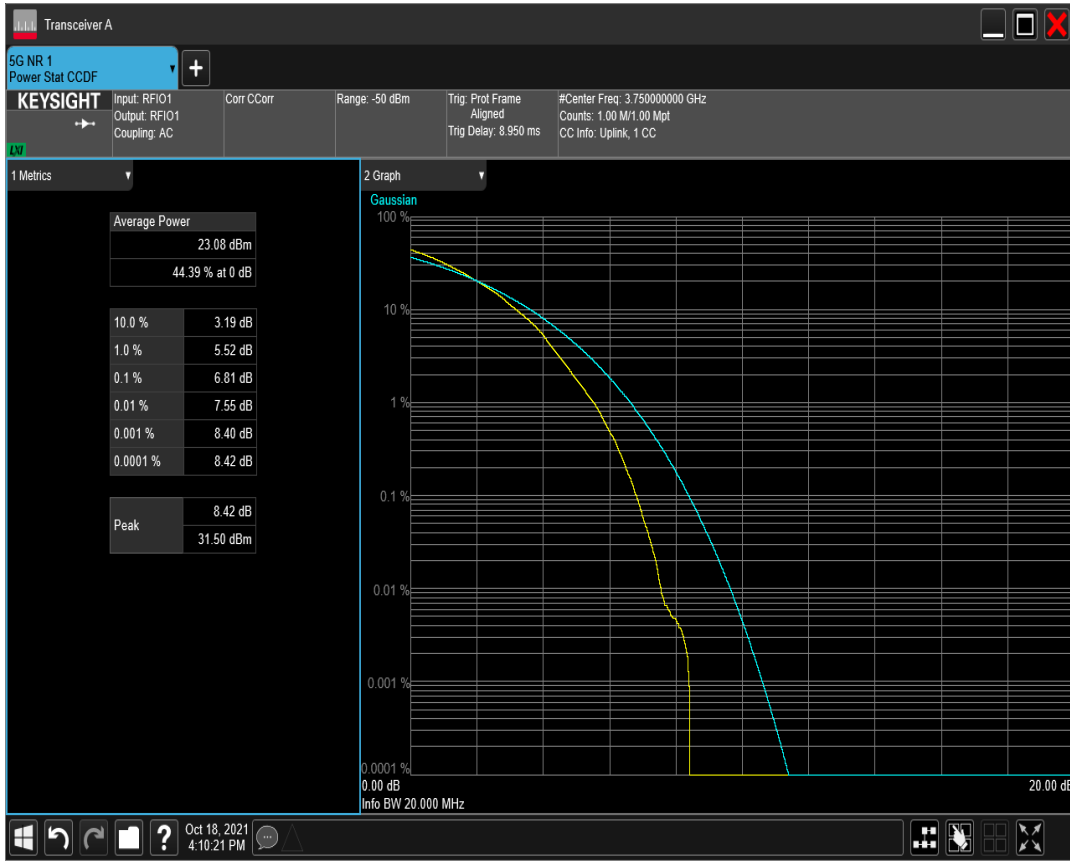 Transceiver A
5G NR 1
Power Stat CCDF
+
KEYSIGHT
LXI
Input: RFIO1
Output: RFIO1
Coupling: AC
Corr CCorr
Range: -50 dBm
Trig: Prot Frame
Aligned
Trig Delay: 8.950 ms
#Center Freq: 3.750000000 GHz
Counts: 1.00 M/1.00 Mpt
CC Info: Uplink, 1 CC
1 Metrics
Average Power
23.08 dBm
44.39 % at 0 dB
10.0 % 3.19 dB
1.0 % 5.52 dB
0.1 % 6.81 dB
0.01 % 7.55 dB
0.001 % 8.40 dB
0.0001 % 8.42 dB
Peak
8.42 dB
31.50 dBm
2 Graph
Gaussian
100 %
10 %
1 %
0.1 %
0.01 %
0.001 %
0.0001 %
0.00 dB 20.00 dB
Info BW 20.000 MHz
?
Oct 18, 2021
4:10:21 PM